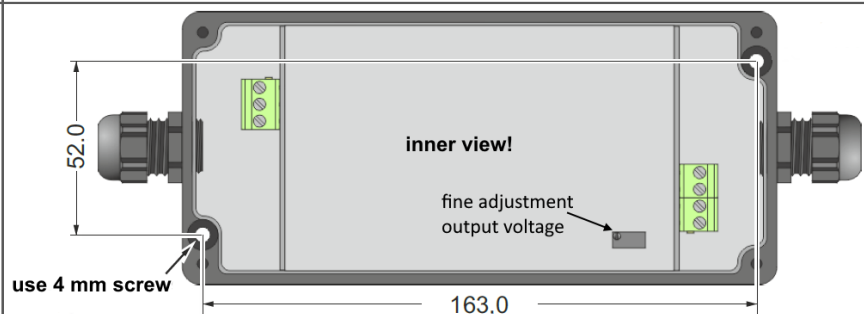 52.0
inner view!
fine adjustment
output voltage
use 4 mm screw
163.0